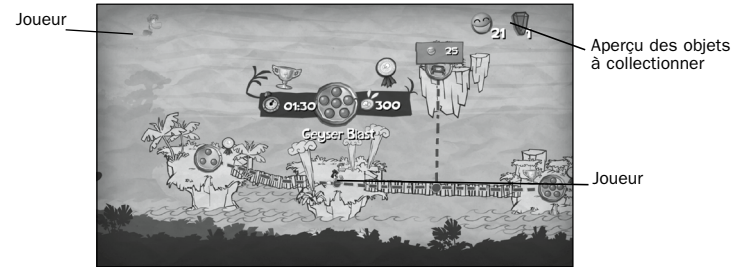 Joueur
21
1
25
Aperçu des objets
à collectionner
01:30
300
Geyser Blast
Joueur